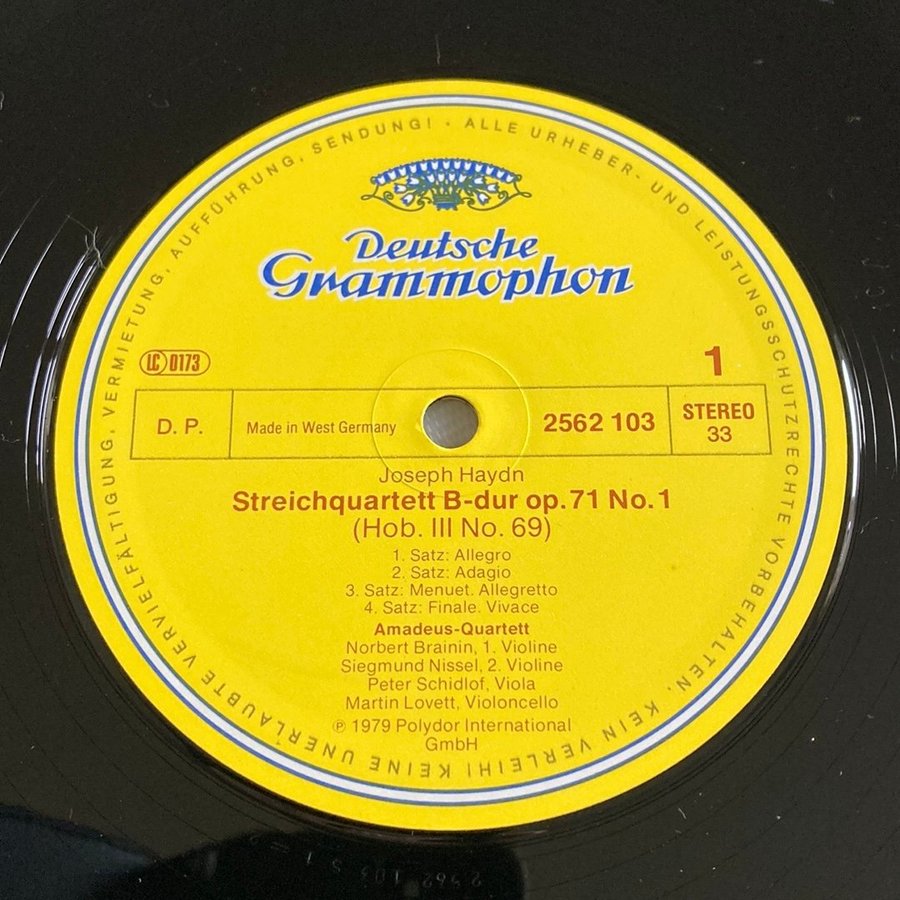 ALLE URHEBER- UND LEISTUNGSSCHUTZRECHTE VORBEHALTEN. KEIN VERLEIH! KEINE UNERLAUBTE VERVIELFÄLTIGUNG, VERMIETUNG, AUFFÜHRUNG, SENDUNG! ·
Deutsche
Grammophon
LC 0173
1
D. P.
Made in West Germany
2562 103
STEREO
33
Joseph Haydn
Streichquartett B-dur op. 71 No. 1
(Hob. III No. 69)
1. Satz: Allegro
2. Satz: Adagio
3. Satz: Menuet. Allegretto
4. Satz: Finale. Vivace
Amadeus-Quartett
Norbert Brainin, 1. Violine
Siegmund Nissel, 2. Violine
Peter Schidlof, Viola
Martin Lovett, Violoncello
℗ 1979 Polydor International
GmbH